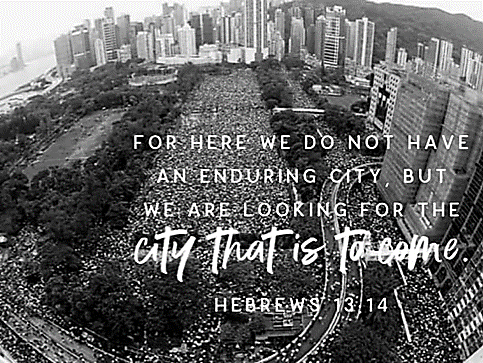 FOR HERE WE DO NOT HAVE
AN ENDURING CITY, BUT
WE ARE LOOKING FOR THE
city that is to come.
HEBREWS 13:14